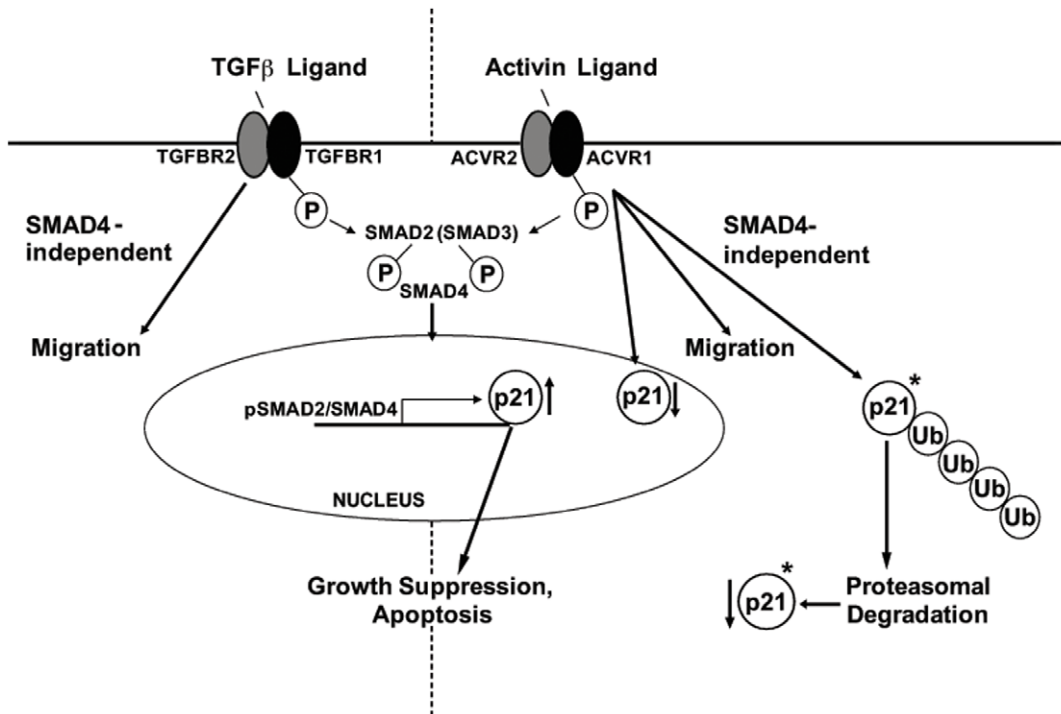 TGFβ Ligand
Activin Ligand
TGFBR2
TGFBR1
ACVR2
ACVR1
P
P
SMAD4-
independent
SMAD2 (SMAD3)
SMAD4-
independent
P
P
SMAD4
Migration
Migration
pSMAD2/SMAD4
p21
p21
p21
*
Ub
Ub
Ub
Ub
NUCLEUS
Growth Suppression,
Apoptosis
p21
*
Proteasomal
Degradation